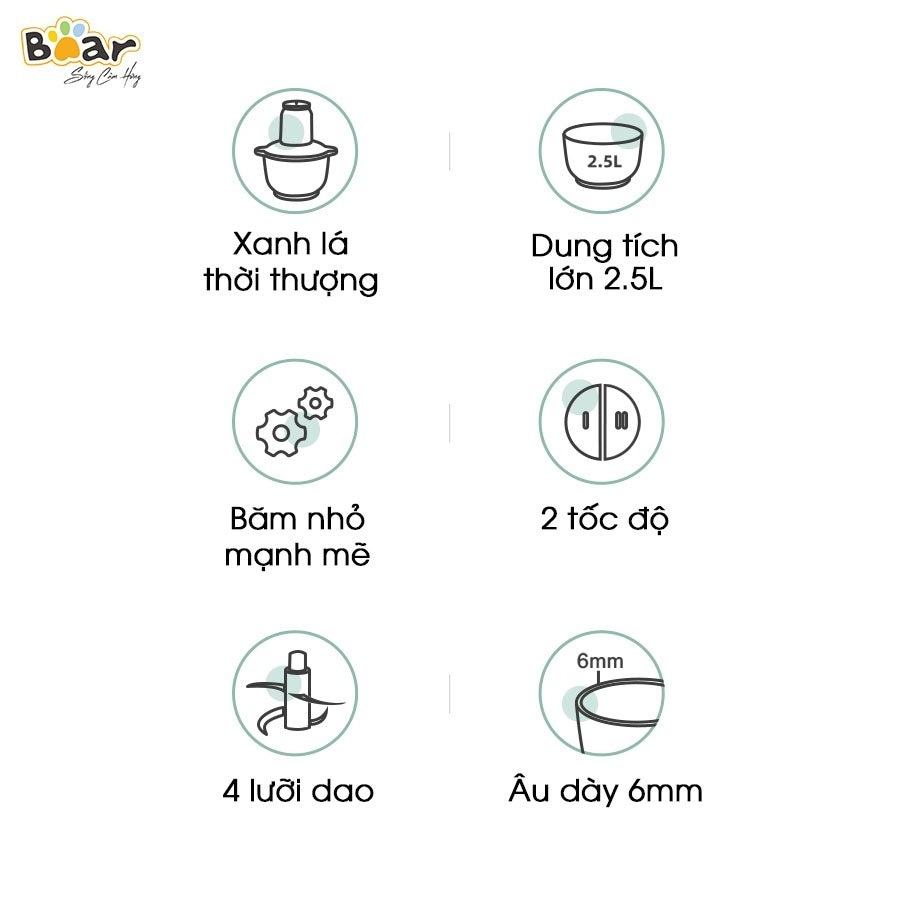 Bear
Sống Cảm Hứng
2.5L
Xanh lá
thời thượng
Dung tích
lớn 2.5L
Băm nhỏ
mạnh mẽ
2 tốc độ
6mm
4 lưỡi dao
Âu dày 6mm